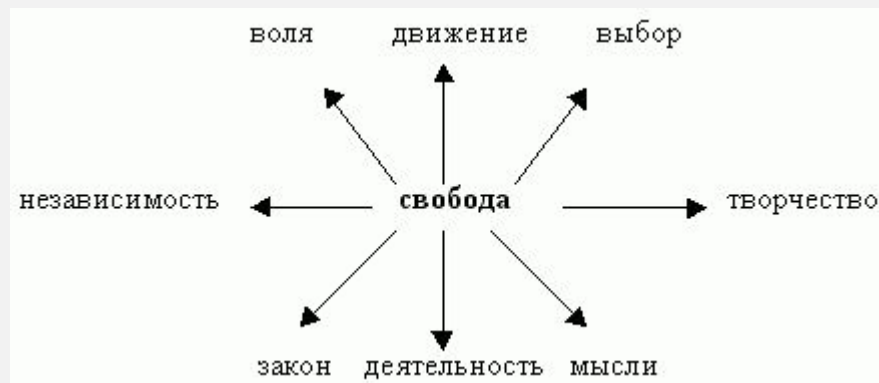 воля движение выбор
независимость свобода творчество
закон деятельность мысли